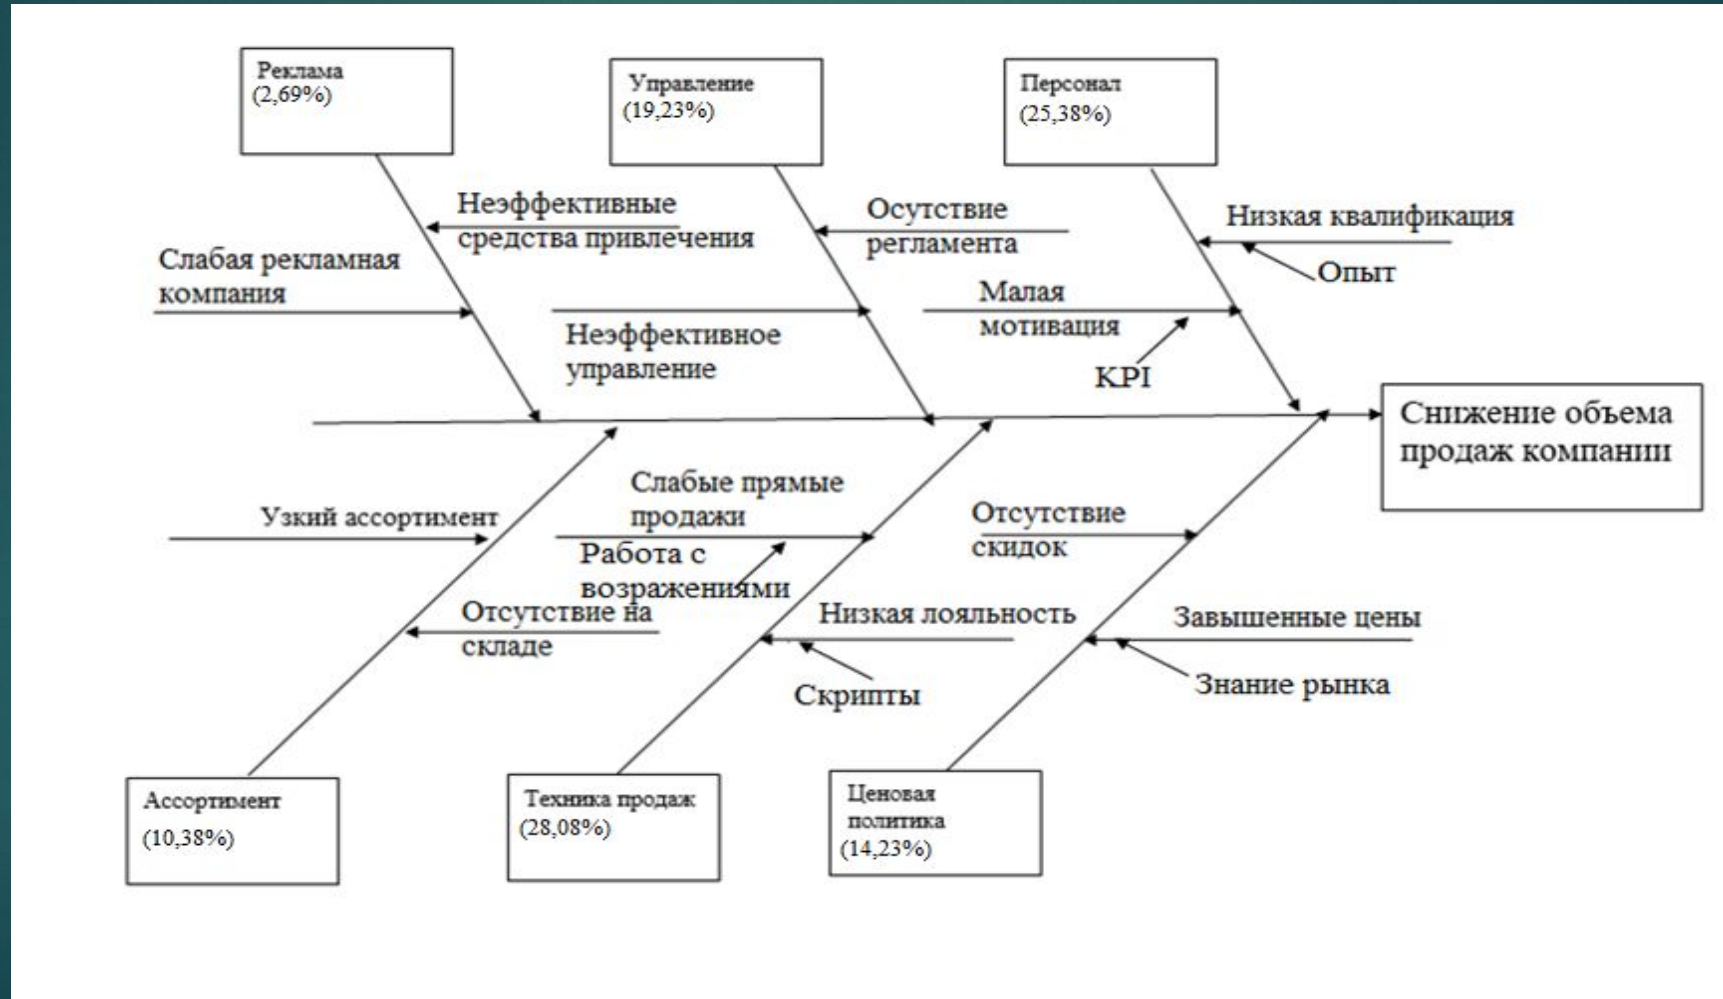 Реклама
(2,69%)
Управление
(19,23%)
Персонал
(25,38%)
Неэффективные
средства привлечения
Осутствие
регламента
Низкая квалификация
Опыт
Слабая рекламная
компания
Малая
мотивация
Неэффективное
управление
KPI
Снижение объема
продаж компании
Слабые прямые
продажи
Узкий ассортимент
Отсутствие
скидок
Работа с
возражениями
Отсутствие на
складе
Низкая лояльность
Завышенные цены
Скрипты
Знание рынка
Ассортимент
(10,38%)
Техника продаж
(28,08%)
Ценовая
политика
(14,23%)